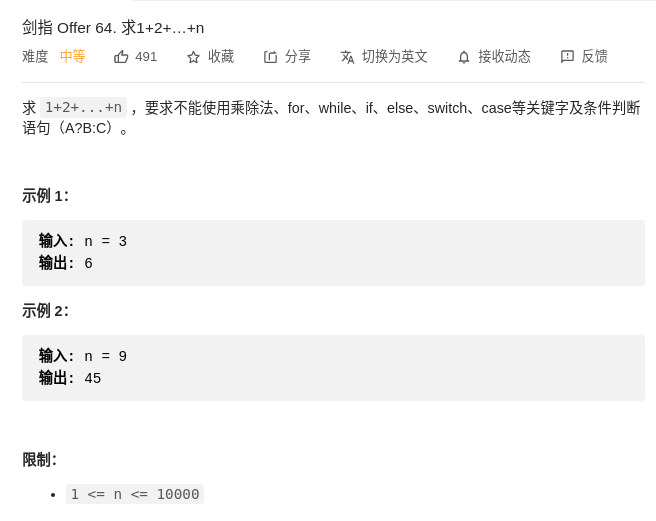 剑指 Offer 64. 求1+2+…+n
难度 中等 491 收藏 分享 切换为英文 接收动态 反馈
求 1+2+...+n ，要求不能使用乘除法、for、while、if、else、switch、case等关键字及条件判断
语句（A?B:C）。
示例 1：
输入: n = 3
输出: 6
示例 2：
输入: n = 9
输出: 45
限制：
• 1 <= n <= 10000